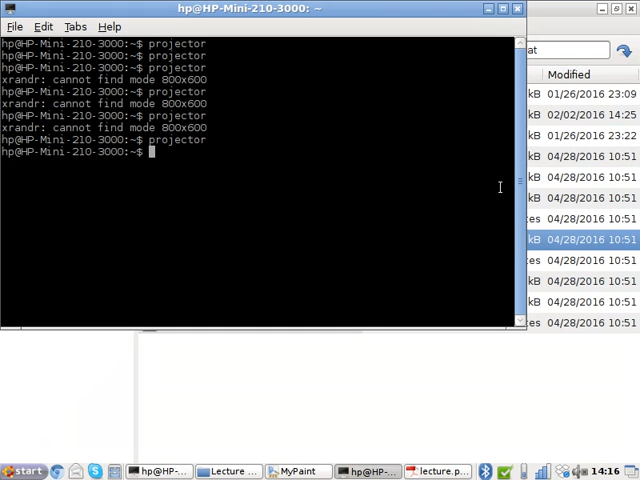 hp@HP-Mini-210-3000: ~
File Edit Tabs Help
hp@HP-Mini-210-3000:~$ projector
hp@HP-Mini-210-3000:~$ projector
hp@HP-Mini-210-3000:~$ projector
xrandr: cannot find mode 800x600
hp@HP-Mini-210-3000:~$ projector
xrandr: cannot find mode 800x600
hp@HP-Mini-210-3000:~$ projector
xrandr: cannot find mode 800x600
hp@HP-Mini-210-3000:~$ projector
hp@HP-Mini-210-3000:~$
at
Modified
kB 01/26/2016 23:09
kB 02/02/2016 14:25
kB 01/26/2016 23:22
kB 04/28/2016 10:51
kB 04/28/2016 10:51
kB 04/28/2016 10:51
es 04/28/2016 10:51
kB 04/28/2016 10:51
es 04/28/2016 10:51
kB 04/28/2016 10:51
kB 04/28/2016 10:51
es 04/28/2016 10:51
start hp@HP-... Lecture ... MyPaint hp@HP-... lecture.p... 14:16